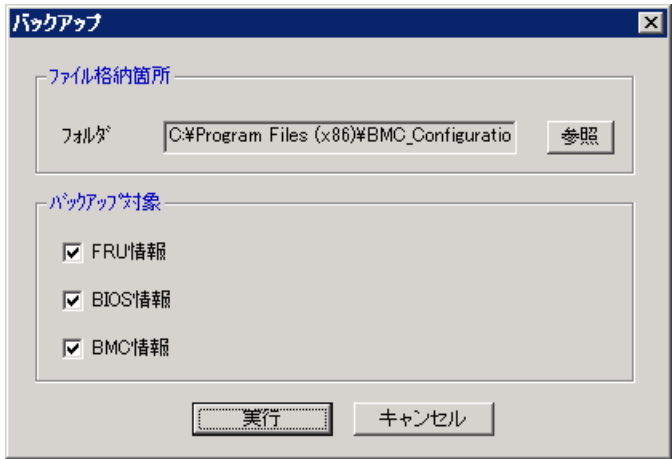 バックアップ
ファイル格納箇所
フォルダ C:¥Program Files (x86)¥BMC_Configuratio 参照
バックアップ対象
FRU情報
BIOS情報
BMC情報
実行 キャンセル